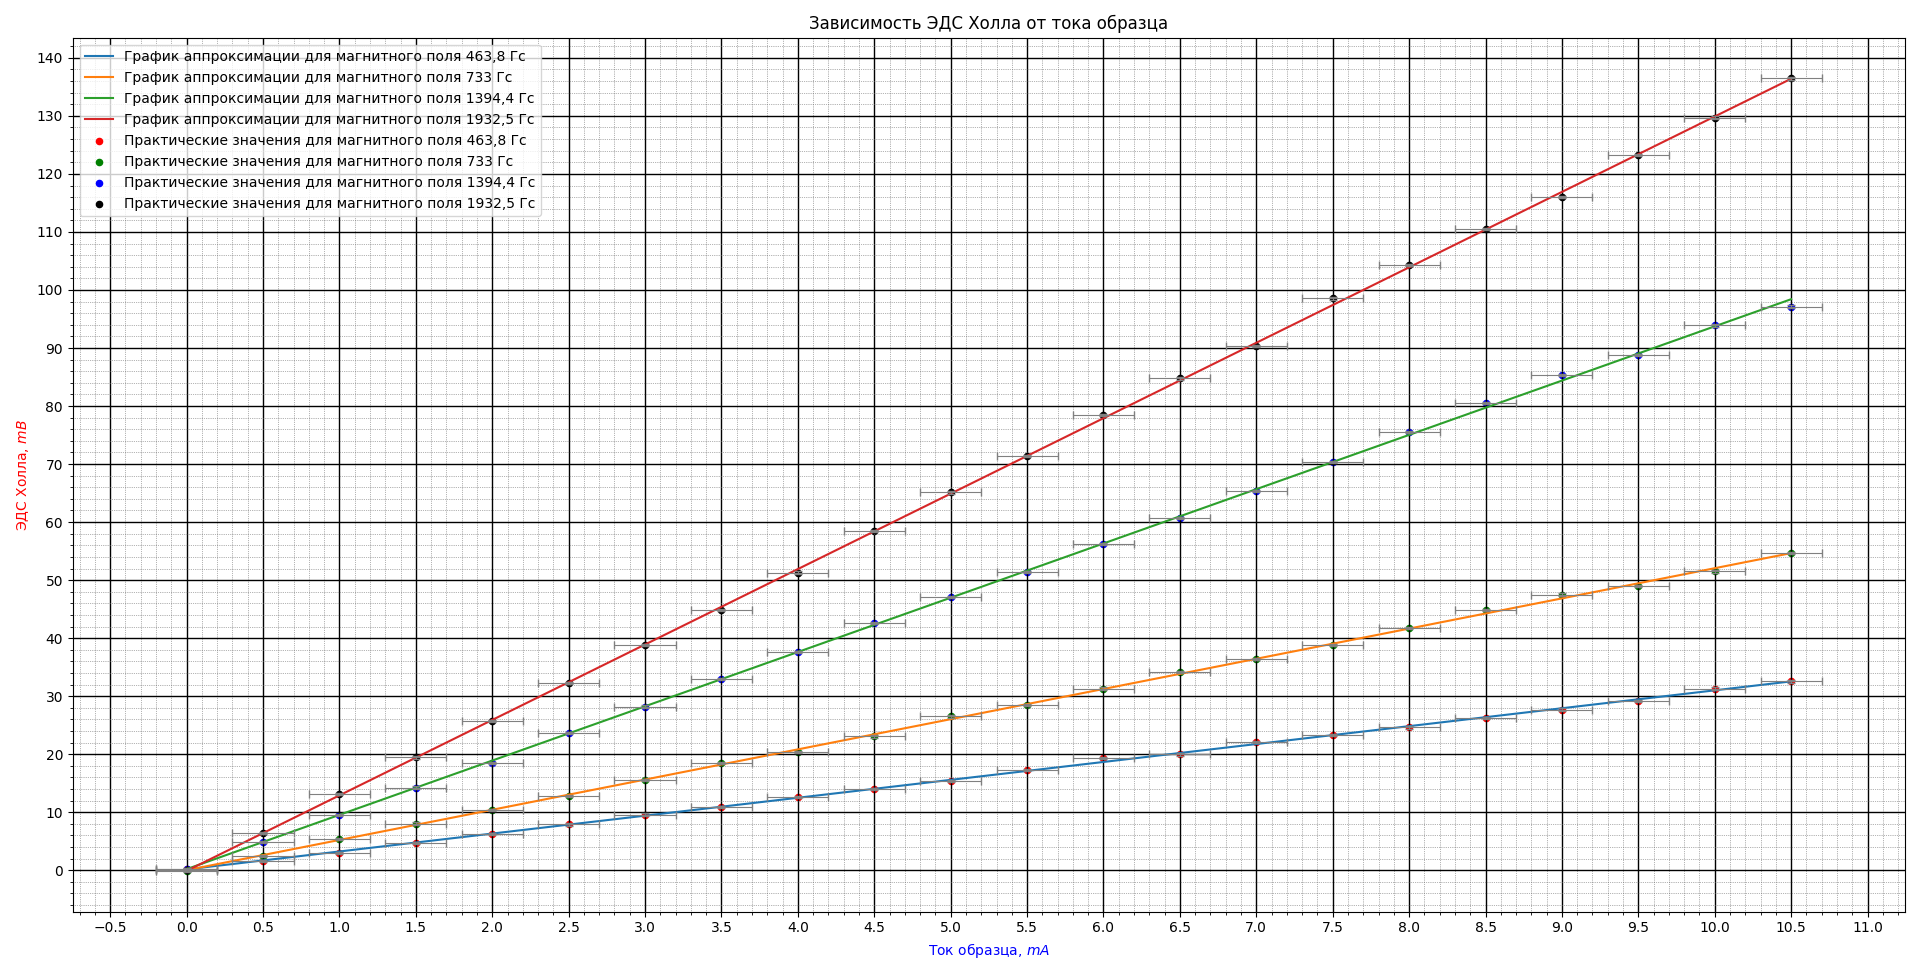 Зависимость ЭДС Холла от тока образца
График аппроксимации для магнитного поля 463,8 Гс
График аппроксимации для магнитного поля 733 Гс
График аппроксимации для магнитного поля 1394,4 Гс
График аппроксимации для магнитного поля 1932,5 Гс
Практические значения для магнитного поля 463,8 Гс
Практические значения для магнитного поля 733 Гс
Практические значения для магнитного поля 1394,4 Гс
Практические значения для магнитного поля 1932,5 Гс
140
130
120
110
100
90
80
70
60
50
40
30
20
10
0
ЭДС Холла, mB
−0.5 0.0 0.5 1.0 1.5 2.0 2.5 3.0 3.5 4.0 4.5 5.0 5.5 6.0 6.5 7.0 7.5 8.0 8.5 9.0 9.5 10.0 10.5 11.0
Ток образца, mA